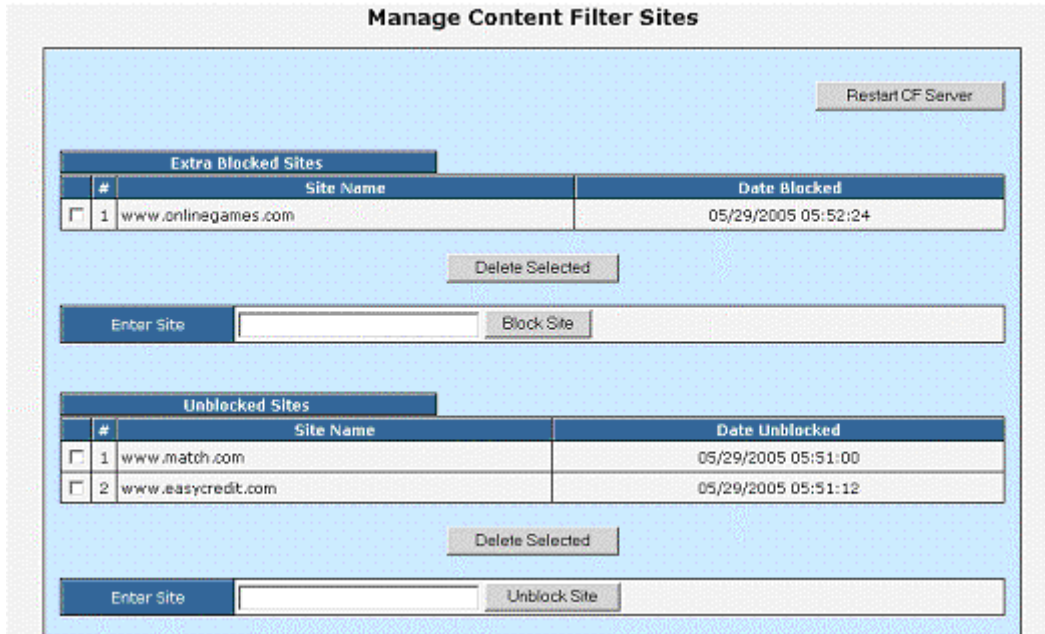 Manage Content Filter Sites
Restart CF Server
Extra Blocked Sites
# Site Name Date Blocked
1 www.onlinegames.com 05/29/2005 05:52:24
Delete Selected
Enter Site Block Site
Unblocked Sites
# Site Name Date Unblocked
1 www.match.com 05/29/2005 05:51:00
2 www.easycredit.com 05/29/2005 05:51:12
Delete Selected
Enter Site Unblock Site